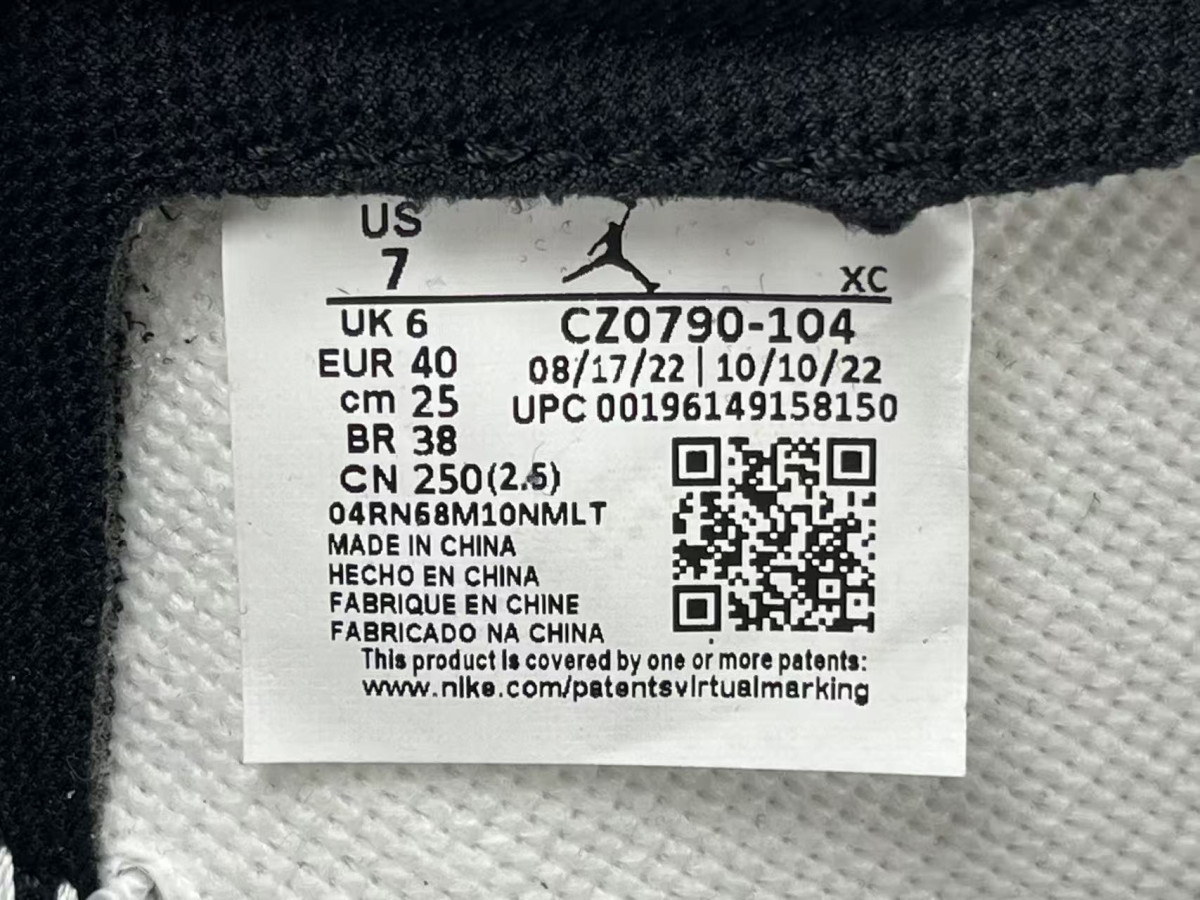 US
7
XC
UK 6
CZ0790-104
EUR 40
08/17/22 | 10/10/22
cm 25
UPC 00196149158150
BR 38
CN 250(2.5)
04RN68M10NMLT
MADE IN CHINA
HECHO EN CHINA
FABRIQUE EN CHINE
FABRICADO NA CHINA
This product is covered by one or more patents:
www.nike.com/patentsvirtualmarking